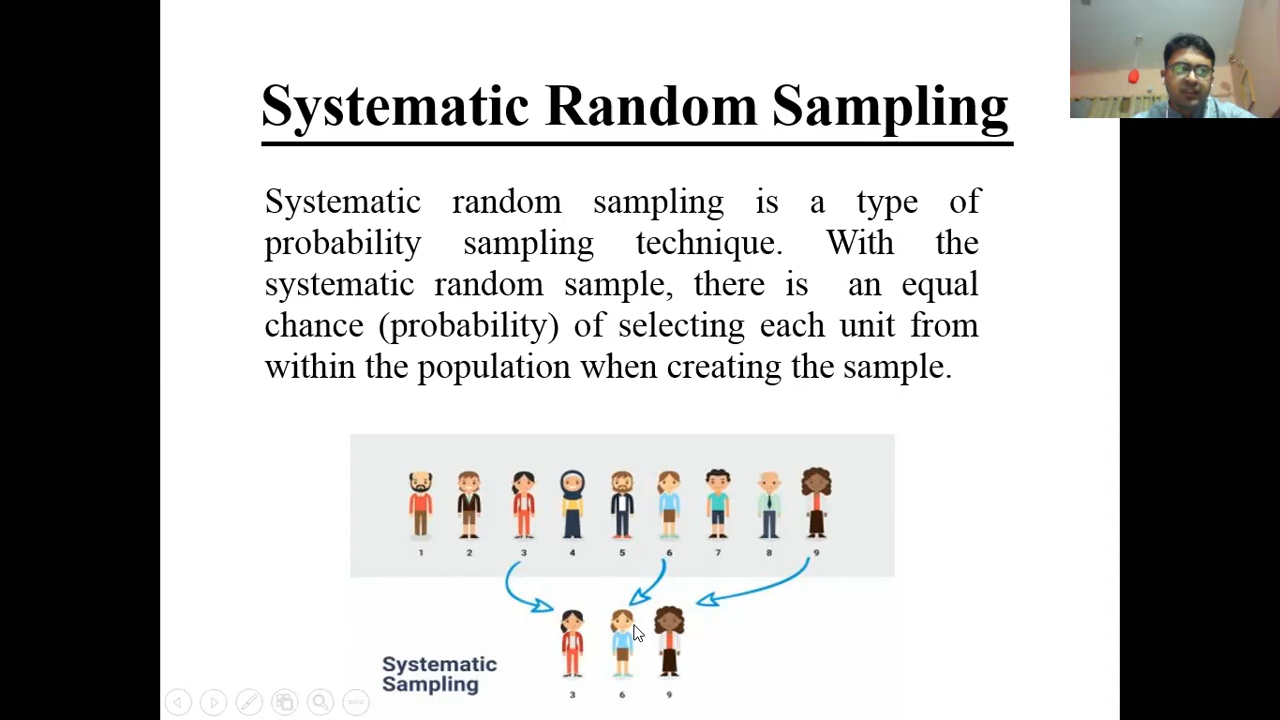 Systematic Random Sampling
Systematic random sampling is a type of
probability sampling technique. With the
systematic random sample, there is an equal
chance (probability) of selecting each unit from
within the population when creating the sample.
1 2 3 4 5 6 7 8 9
Systematic
Sampling
3 6 9